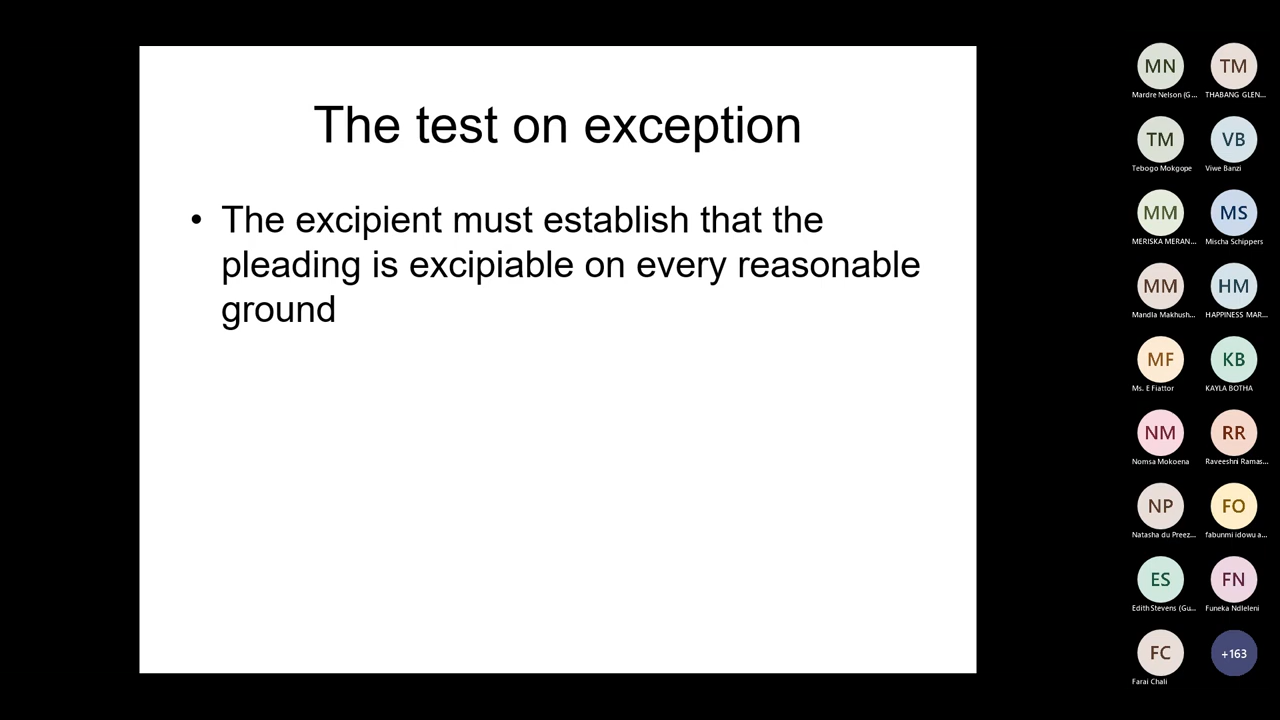 The test on exception
• The excipient must establish that the
pleading is excipiable on every reasonable
ground
MN
TM
Mardre Nelson (G...
THABANG GLEN...
TM
VB
Tebogo Mokgope
Viwe Banzi
MM
MS
MERISKA MERAN...
Mischa Schippers
MM
HM
Mandla Makhush...
HAPPINESS MAR...
MF
KB
Ms. E Fiattor
KAYLA BOTHA
NM
RR
Nomsa Mokoena
Raveeshni Ramas...
NP
FO
Natasha du Preez...
fabunmi idowu a...
ES
FN
Edith Stevens (Gu...
Funeka Ndleleni
FC
+163
Farai Chali